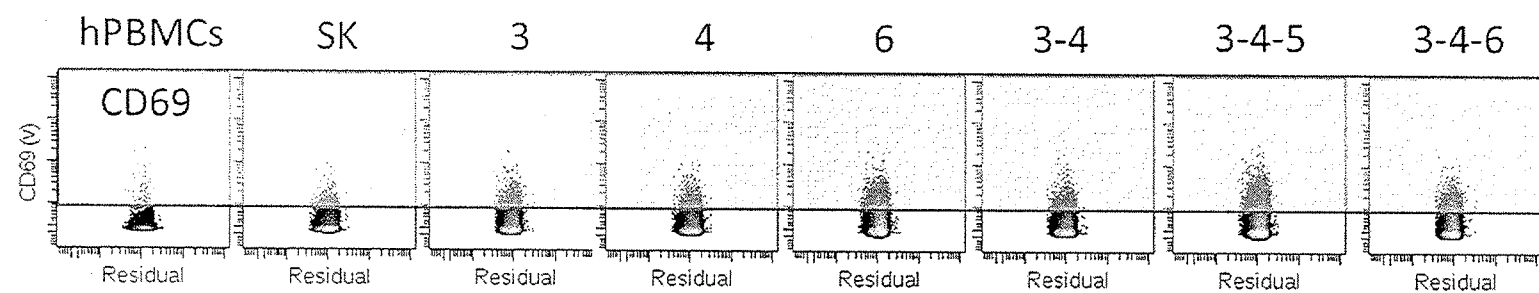 hPBMCs SK 3 4 6 3-4 3-4-5 3-4-6
CD69
CD69 (V)
Residual Residual Residual Residual Residual Residual Residual Residual